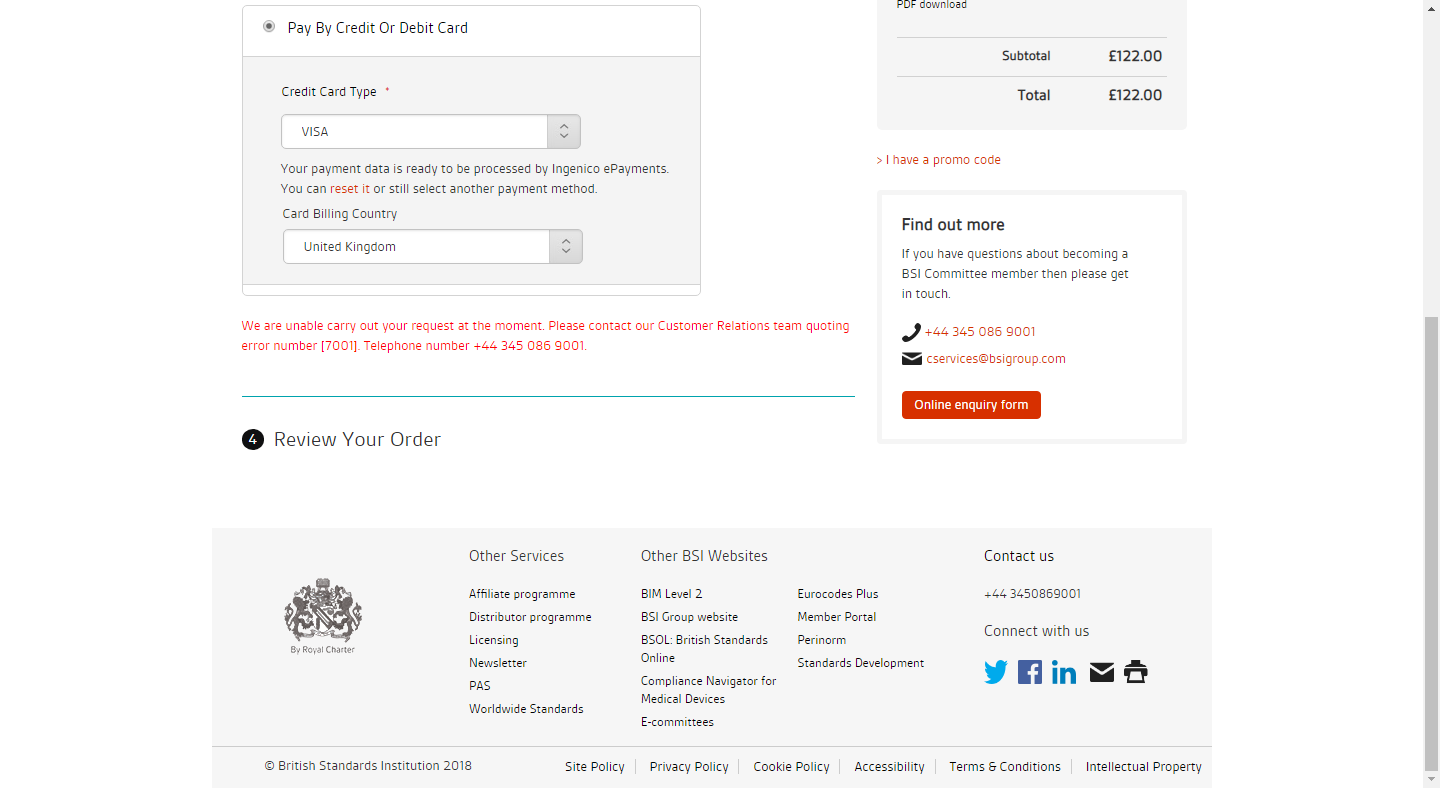 Pay By Credit Or Debit Card
Credit Card Type *
VISA
Your payment data is ready to be processed by Ingenico ePayments.
You can reset it or still select another payment method.
Card Billing Country
United Kingdom
We are unable carry out your request at the moment. Please contact our Customer Relations team quoting
error number [7001]. Telephone number +44 345 086 9001.
4 Review Your Order
PDF download
Subtotal £122.00
Total £122.00
> I have a promo code
Find out more
If you have questions about becoming a
BSI Committee member then please get
in touch.
+44 345 086 9001
cservices@bsigroup.com
Online enquiry form
By Royal Charter
Other Services
Affiliate programme
Distributor programme
Licensing
Newsletter
PAS
Worldwide Standards
Other BSI Websites
BIM Level 2
BSI Group website
BSOL: British Standards
Online
Compliance Navigator for
Medical Devices
E-committees
Eurocodes Plus
Member Portal
Perinorm
Standards Development
Contact us
+44 3450869001
Connect with us
© British Standards Institution 2018
Site Policy
Privacy Policy
Cookie Policy
Accessibility
Terms & Conditions
Intellectual Property